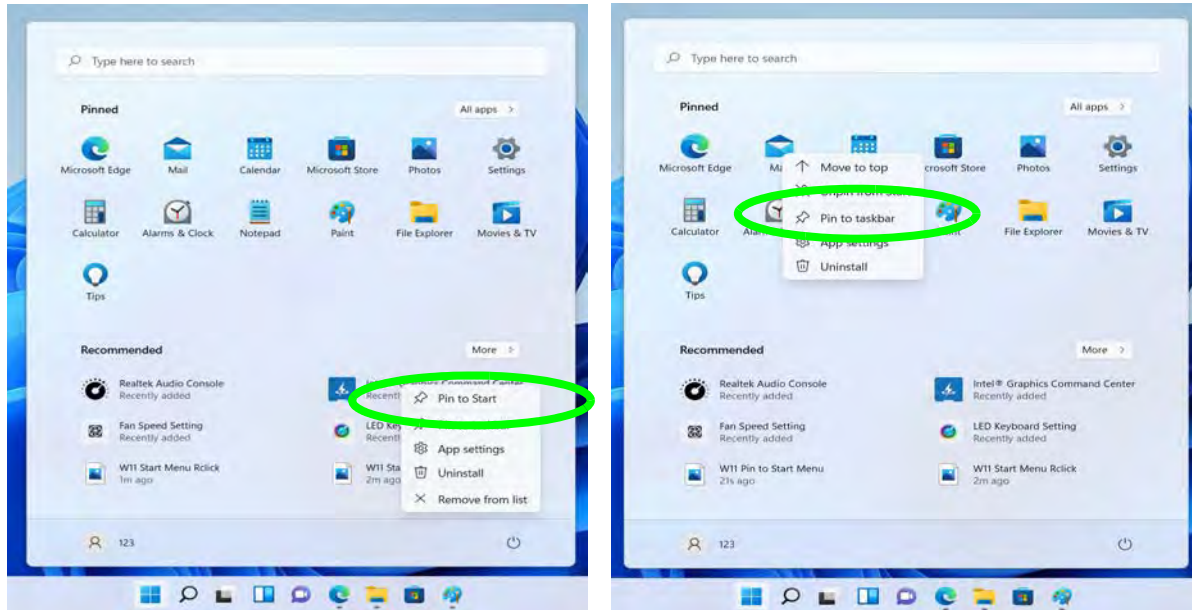 Type here to search
Pinned
All apps >
Microsoft Edge Mail Calendar Microsoft Store Photos Settings
Calculator Alarms & Clock Notepad Paint File Explorer Movies & TV
Tips
Recommended
More
Realtek Audio Console
Recently added
Pin to Start
Fan Speed Setting
Recently added
LED
App settings
W11 Start Menu Rclick
1m ago
W11
2m ago
Uninstall
Remove from list
123
Type here to search
Pinned
All apps >
Microsoft Edge Store Photos Settings
Move to top
Pin to taskbar
Calculator File Explorer Movies & TV
App settings
Uninstall
Tips
Recommended
More >
Realtek Audio Console
Recently added
Intel® Graphics Command Center
Recently added
Fan Speed Setting
Recently added
LED Keyboard Setting
Recently added
W11 Pin to Start Menu
21s ago
W11 Start Menu Rclick
2m ago
123